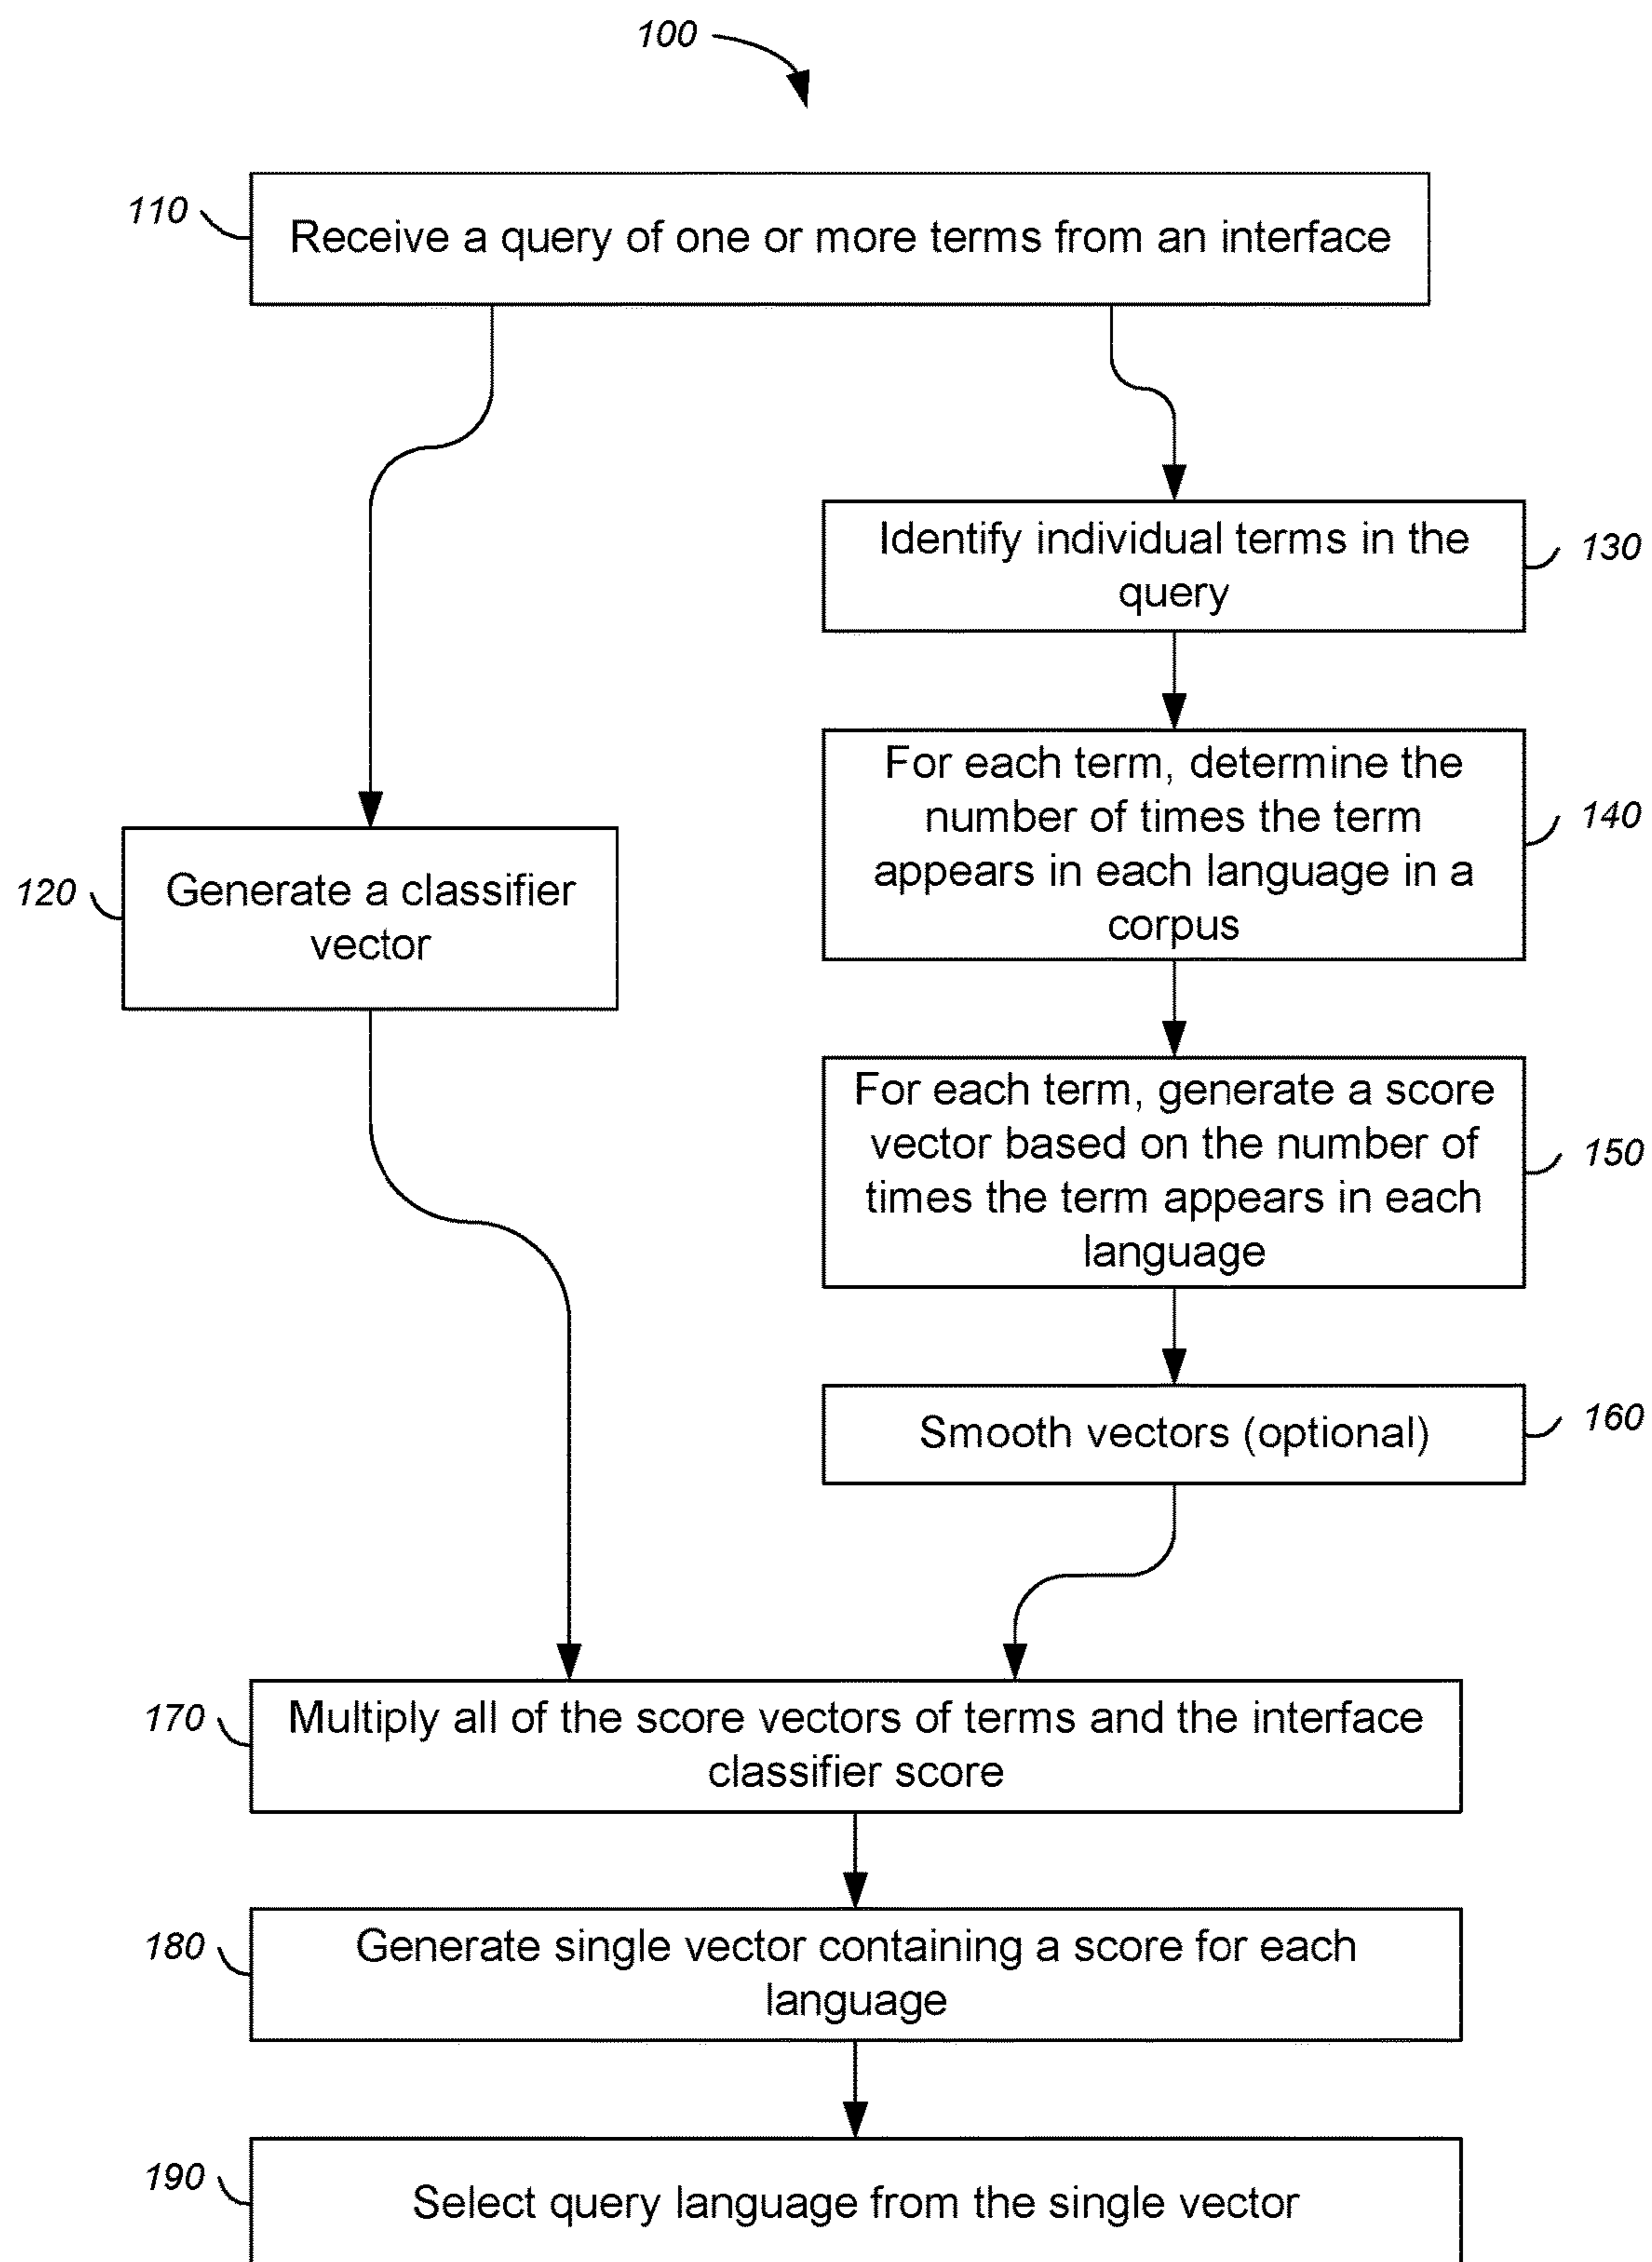 100
110
Receive a query of one or more terms from an interface
Identify individual terms in the
query
130
For each term, determine the
number of times the term
appears in each language in a
corpus
140
120
Generate a classifier
vector
For each term, generate a score
vector based on the number of
times the term appears in each
language
150
Smooth vectors (optional)
160
170
Multiply all of the score vectors of terms and the interface
classifier score
180
Generate single vector containing a score for each
language
190
Select query language from the single vector